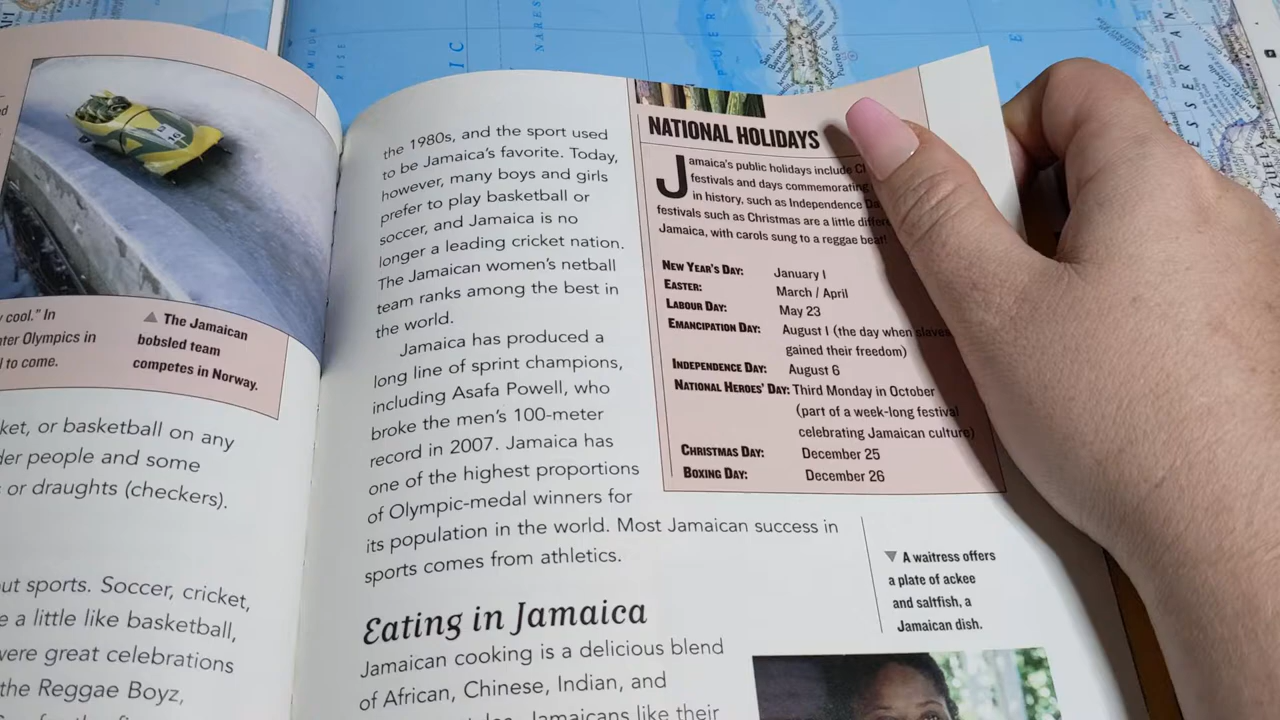 y cool.” In
nter Olympics in
l to come.
▲ The Jamaican
bobsled team
competes in Norway.
ket, or basketball on any
der people and some
or draughts (checkers).
out sports. Soccer, cricket,
e a little like basketball,
were great celebrations
the Reggae Boyz,
the 1980s, and the sport used
to be Jamaica’s favorite. Today,
however, many boys and girls
prefer to play basketball or
soccer, and Jamaica is no
longer a leading cricket nation.
The Jamaican women’s netball
team ranks among the best in
the world.
Jamaica has produced a
long line of sprint champions,
including Asafa Powell, who
broke the men’s 100-meter
record in 2007. Jamaica has
one of the highest proportions
of Olympic-medal winners for
its population in the world. Most Jamaican success in
sports comes from athletics.
Eating in Jamaica
Jamaican cooking is a delicious blend
of African, Chinese, Indian, and
Jamaicans like their
NATIONAL HOLIDAYS
Jamaica’s public holidays include
festivals and days commemorating
in history, such as Independence
festivals such as Christmas are a little
Jamaica, with carols sung to a reggae beat!
NEW YEAR’S DAY: January 1
EASTER: March / April
LABOUR DAY: May 23
EMANCIPATION DAY: August 1 (the day when slaves
gained their freedom)
INDEPENDENCE DAY: August 6
NATIONAL HEROES’ DAY: Third Monday in October
(part of a week-long festival
celebrating Jamaican culture)
CHRISTMAS DAY: December 25
BOXING DAY: December 26
▼ A waitress offers
a plate of ackee
and saltfish, a
Jamaican dish.